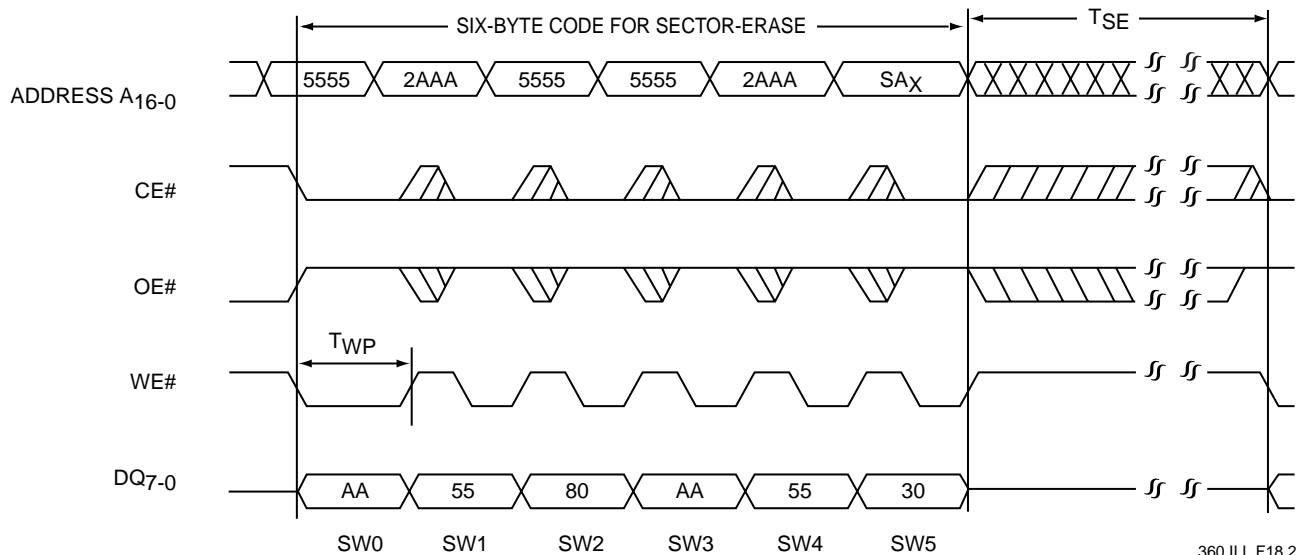 SIX-BYTE CODE FOR SECTOR-ERASE TSE
ADDRESS A16-0 5555 2AAA 5555 5555 2AAA SAX
CE#
OE#
TWP
WE#
DQ7-0 AA 55 80 AA 55 30
SW0 SW1 SW2 SW3 SW4 SW5
360 ILL F18.2